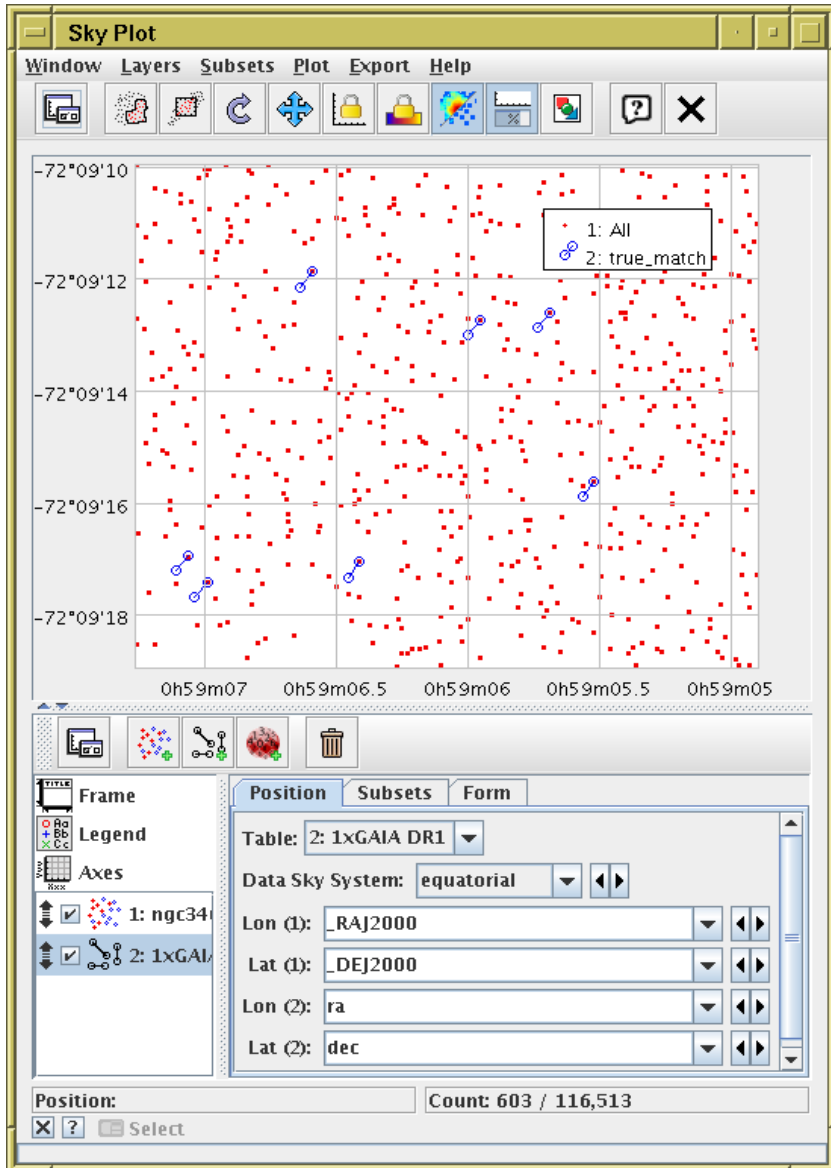 Sky Plot
Window Layers Subsets Plot Export Help
-72°09'10
1: All
2: true_match
-72°09'12
-72°09'14
-72°09'16
-72°09'18
0h59m07 0h59m06.5 0h59m06 0h59m05.5 0h59m05
Frame
Legend
Axes
1: ngc34
2: 1xGAI
Position Subsets Form
Table: 2: 1xGAIA DR1
Data Sky System: equatorial
Lon (1): _RAJ2000
Lat (1): _DEJ2000
Lon (2): ra
Lat (2): dec
Position: Count: 603 / 116,513
Select